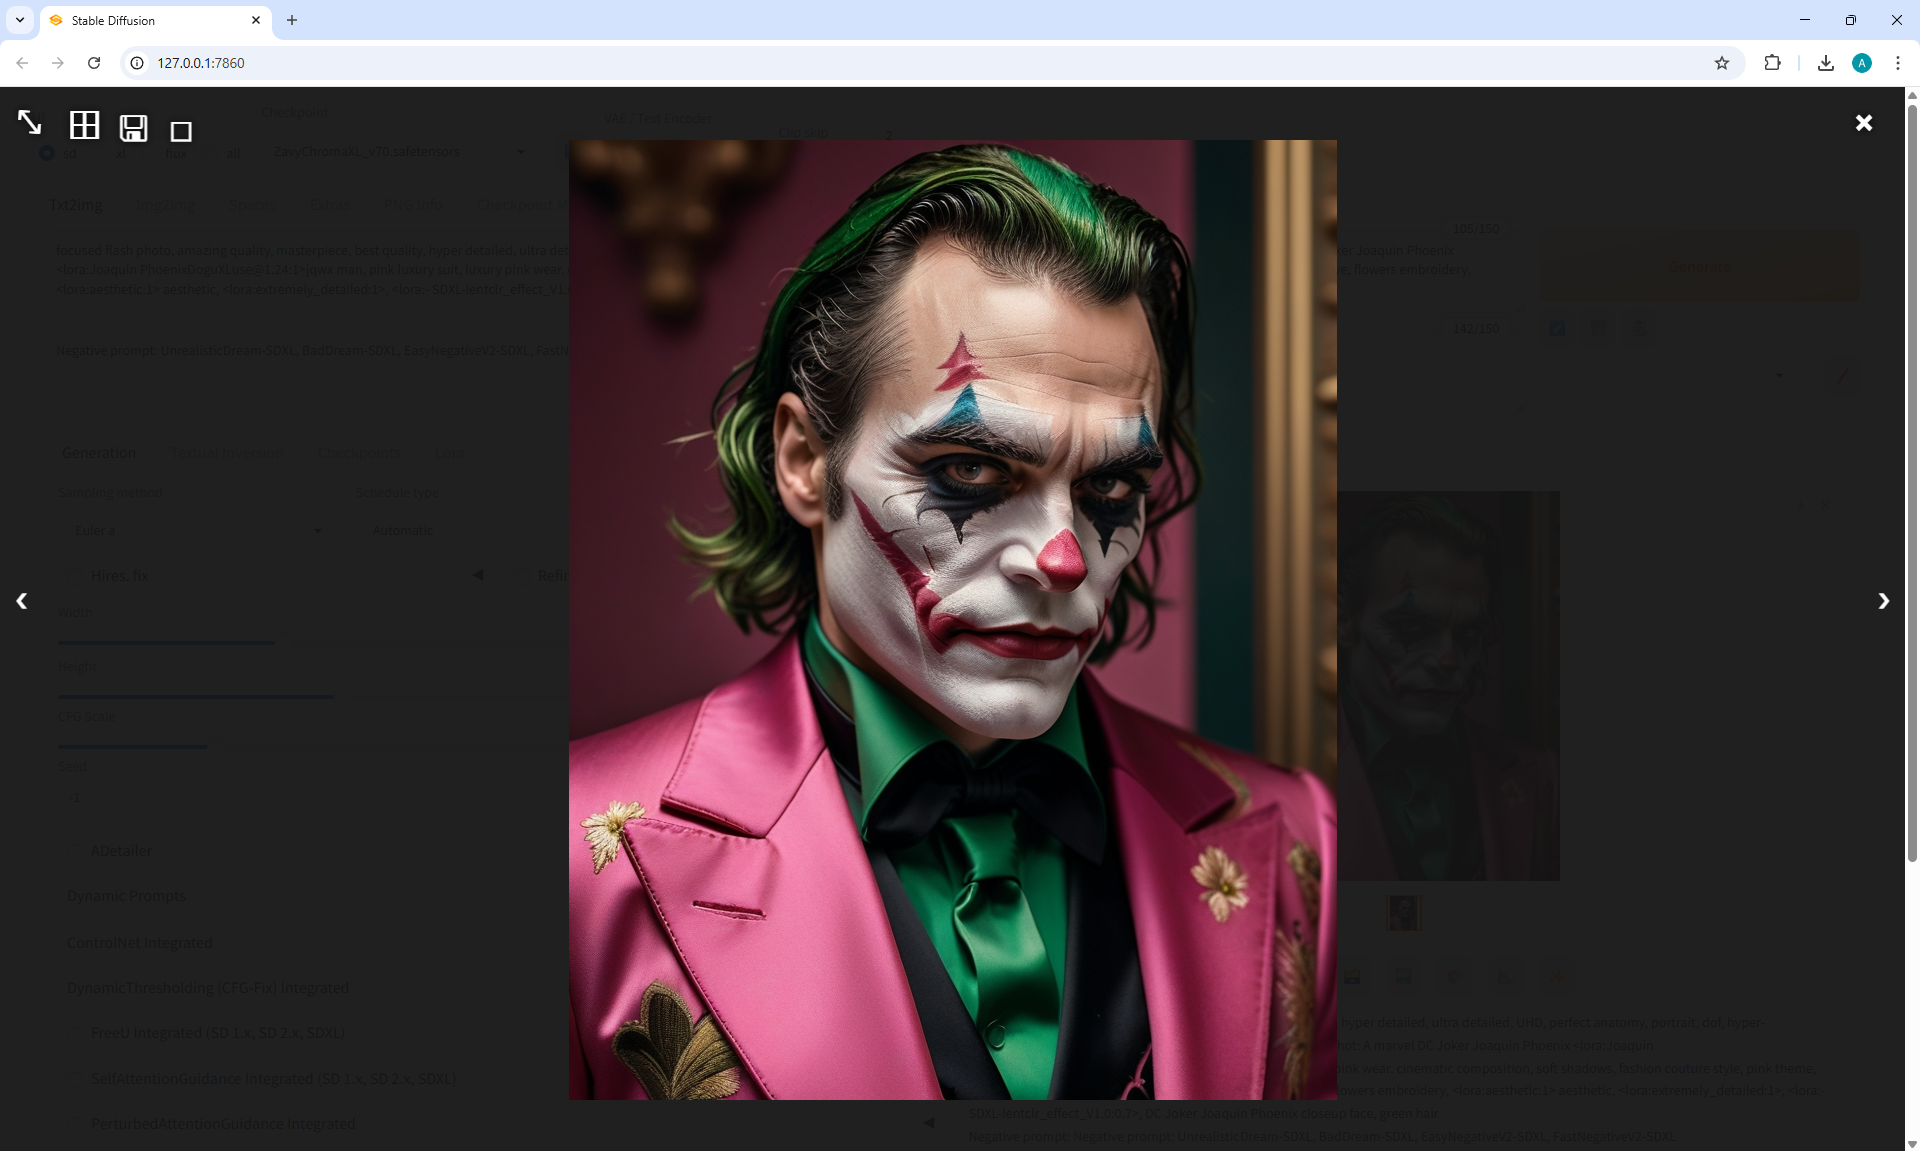 Stable Diffusion
127.0.0.1:7860
Checkpoint
VAE / Text Encoder
Clip skip
2
sd
xl
flux
all
ZavyChromaXL_v70.safetensors
Txt2img
Img2img
Spaces
Extras
PNG Info
Checkpoint M
focused flash photo, amazing quality, masterpiece, best quality, hyper detailed, ultra de
ker Joaquin Phoenix
105/150
<lora:Joaquin PhoenixDoguXLuse@1.24:1>jqwx man, pink luxury suit, luxury pink wear,
e, flowers embroidery,
Generate
<lora:aesthetic:1> aesthetic, <lora:extremely_detailed:1>, <lora:-SDXL-lentclr_effect_V1.
142/150
Negative prompt: UnrealisticDream-SDXL, BadDream-SDXL, EasyNegativeV2-SDXL, FastN
Generation
Textual Inversion
Checkpoints
Lora
Sampling method
Schedule type
Euler a
Automatic
Hires. fix
Refin
Width
Height
CFG Scale
Seed
-1
ADetailer
Dynamic Prompts
ControlNet Integrated
DynamicThresholding (CFG-Fix) Integrated
FreeU Integrated (SD 1.x, SD 2.x, SDXL)
SelfAttentionGuidance Integrated (SD 1.x, SD 2.x, SDXL)
PerturbedAttentionGuidance Integrated
hyper detailed, ultra detailed, UHD, perfect anatomy, portrait, dof, hyper-
hot: A marvel DC Joker Joaquin Phoenix <lora:Joaquin
pink wear, cinematic composition, soft shadows, fashion couture style, pink theme,
owers embroidery, <lora:aesthetic:1> aesthetic, <lora:extremely_detailed:1>, <lora:-
SDXL-lentclr_effect_V1.0:0.7>, DC Joker Joaquin Phoenix closeup face, green hair
Negative prompt: Negative prompt: UnrealisticDream-SDXL, BadDream-SDXL, EasyNegativeV2-SDXL, FastNegativeV2-SDXL